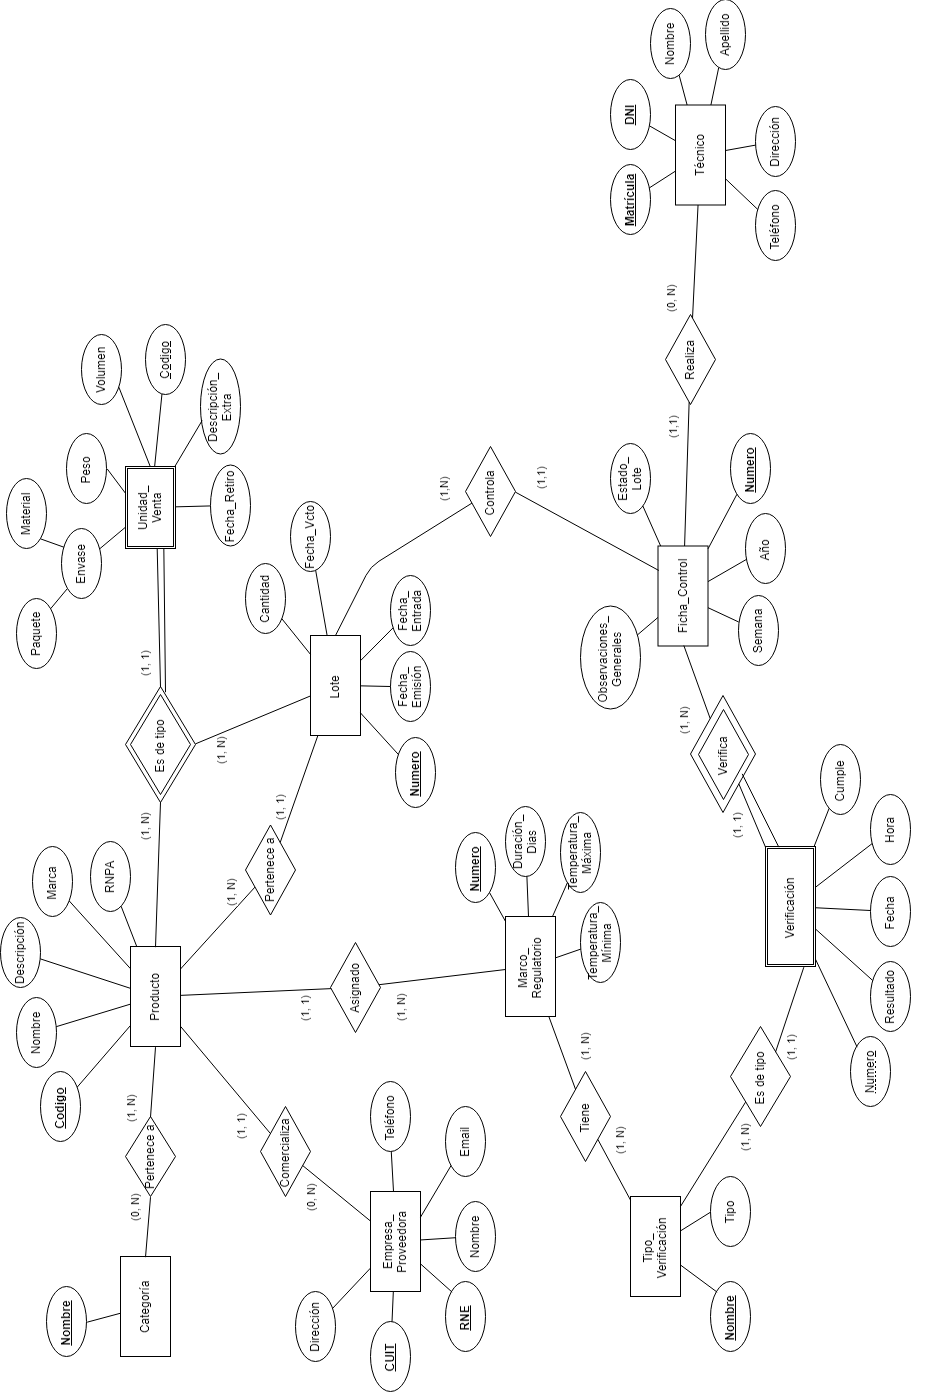 Nombre
Categoría
(0, N)
Pertenece a
(1, N)
Codigo
Nombre
Descripción
Marca
RNPA
Producto
(1, N)
Es de tipo
(1, 1)
(1, N)
Paquete
Material
Envase
Peso
Volumen
Codigo
Descripción_
Extra
Fecha_Retiro
Unidad_
Venta
(1, 1)
Comercializa
(0, N)
(1, N)
Pertenece a
(1, 1)
Cantidad
Fecha_Vcto
Lote
Numero
Fecha_
Emisión
Fecha_
Entrada
Dirección
Teléfono
Empresa_
Proveedora
CUIT
RNE
Nombre
Email
(1, 1)
Asignado
(1, N)
Numero
Duración_
Dias
Temperatura_
Máxima
Temperatura_
Mínima
Marco_
Regulatorio
(1,N)
Controla
(1,1)
(1, N)
Tiene
(1, N)
Tipo_
Verificación
Nombre
Tipo
(1, N)
Es de tipo
(1, 1)
Observaciones_
Generales
Estado_
Lote
Ficha_Control
Semana
Año
Numero
(1,1)
Realiza
(0, N)
Matrícula
DNI
Nombre
Apellido
Técnico
Teléfono
Dirección
(1, N)
Verifica
(1, 1)
Verificación
Numero
Resultado
Fecha
Hora
Cumple